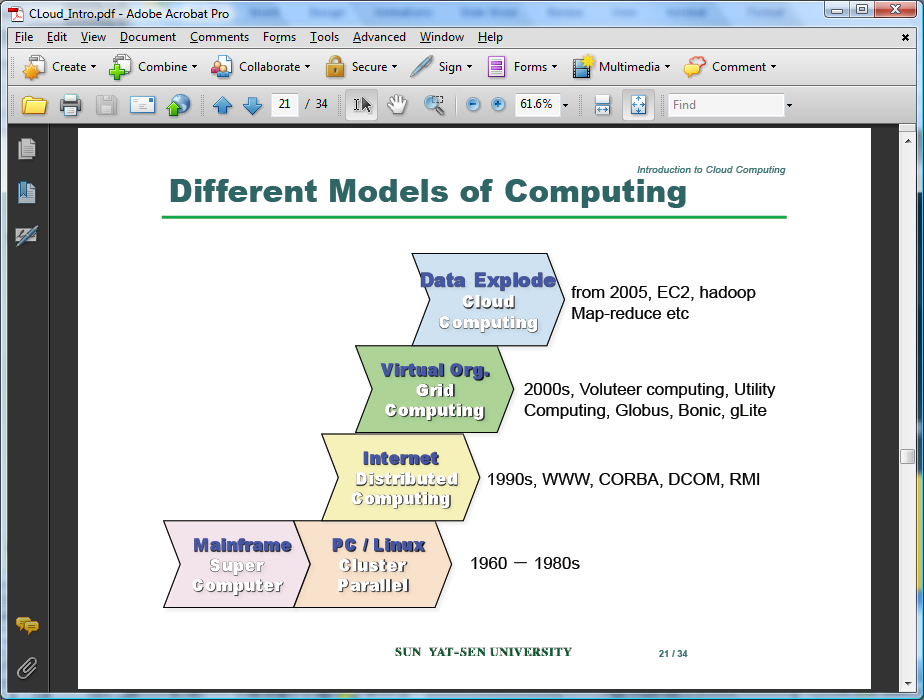 CLoud_Intro.pdf - Adobe Acrobat Pro
File Edit View Document Comments Forms Tools Advanced Window Help
Create Combine Collaborate Secure Sign Forms Multimedia Comment
21 / 34 61.6% Find
Introduction to Cloud Computing
Different Models of Computing
Data Explode
Cloud
Computing
from 2005, EC2, hadoop
Map-reduce etc
Virtual Org.
Grid
Computing
2000s, Voluteer computing, Utility
Computing, Globus, Bonic, gLite
Internet
Distributed
Computing
1990s, WWW, CORBA, DCOM, RMI
Mainframe
Super
Computer
PC / Linux
Cluster
Parallel
1960 — 1980s
SUN YAT-SEN UNIVERSITY
21 / 34